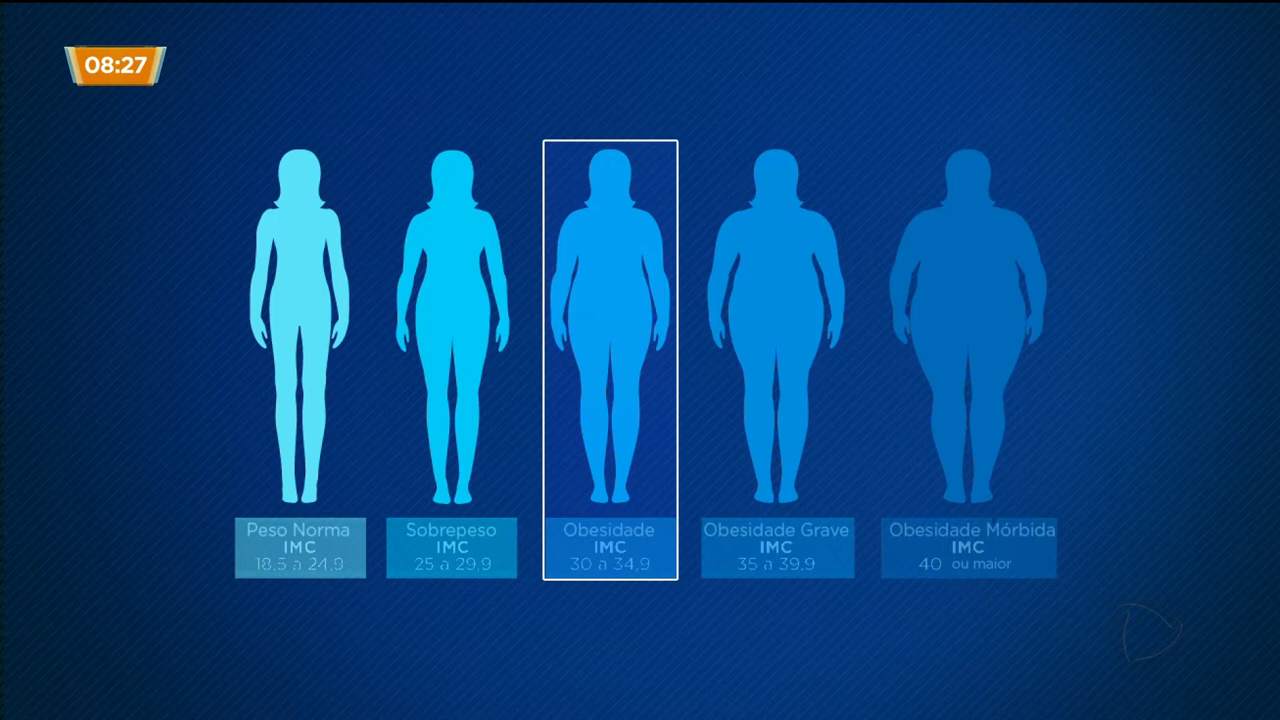 08:27
Peso Norma
IMC
18,5 a 24,9
Sobrepeso
IMC
25 a 29,9
Obesidade
IMC
30 a 34,9
Obesidade Grave
IMC
35 a 39,9
Obesidade Mórbida
IMC
40 ou maior